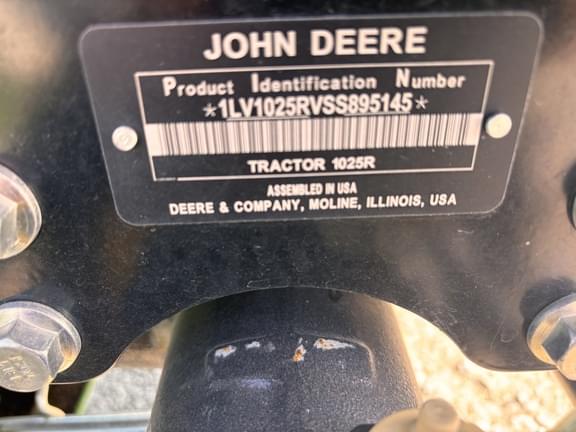 JOHN DEERE
Product Identification Number
*1LV1025RVSS895145*
TRACTOR 1025R
ASSEMBLED IN USA
DEERE & COMPANY, MOLINE, ILLINOIS, USA